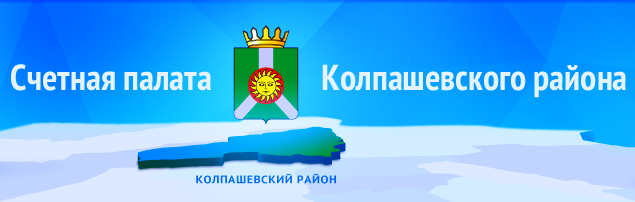 Счетная палата Колпашевского района
КОЛПАШЕВСКИЙ РАЙОН